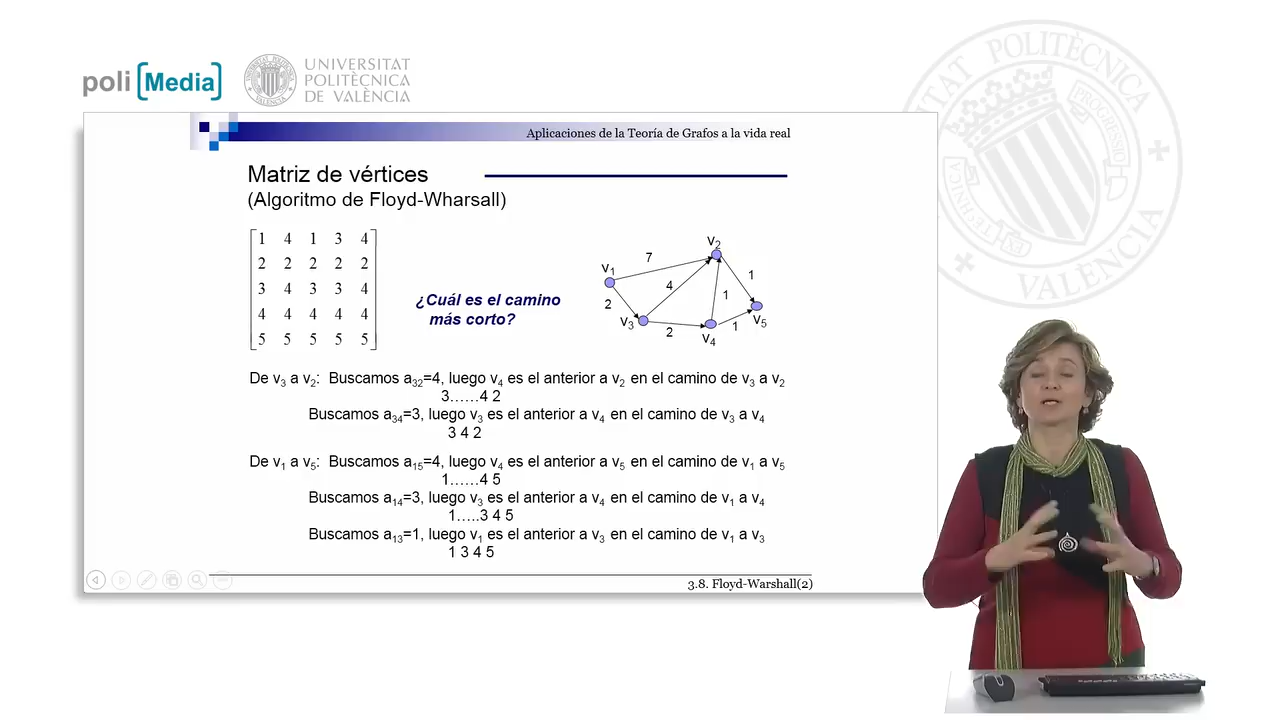 poli [Media]
UNIVERSITAT
POLITÈCNICA
DE VALÈNCIA
Aplicaciones de la Teoría de Grafos a la vida real
Matriz de vértices
(Algoritmo de Floyd-Wharsall)
1 4 1 3 4
2 2 2 2 2
3 4 3 3 4
4 4 4 4 4
5 5 5 5 5
¿Cuál es el camino
más corto?
v2
7
v1
1
4
2
1
v3
v5
1
2
v4
De v3 a v2: Buscamos a32=4, luego v4 es el anterior a v2 en el camino de v3 a v2
3......4 2
Buscamos a34=3, luego v3 es el anterior a v4 en el camino de v3 a v4
3 4 2
De v1 a v5: Buscamos a15=4, luego v4 es el anterior a v5 en el camino de v1 a v5
1......4 5
Buscamos a14=3, luego v3 es el anterior a v4 en el camino de v1 a v4
1.....3 4 5
Buscamos a13=1, luego v1 es el anterior a v3 en el camino de v1 a v3
1 3 4 5
3.8. Floyd-Warshall(2)